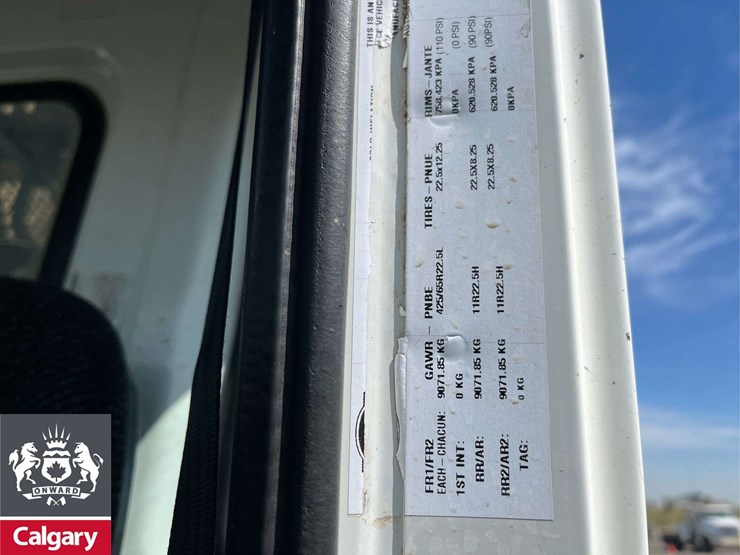 THIS IS AN
GAWR – PNBE TIRES – PNUE RIMS – JANTE
FR1/FR2
EACH – CHACUN: 9071.85 KG 425/65R22.5L 22.5x12.25 758.423 KPA (110 PSI)
1ST INT: 0 KG 0KPA (0 PSI)
RR/AR: 9071.85 KG 11R22.5H 22.5X8.25 620.528 KPA (90 PSI)
RR2/AR2: 9071.85 KG 11R22.5H 22.5X8.25 620.528 KPA (90PSI)
TAG: 0 KG 0KPA
ONWARD
Calgary